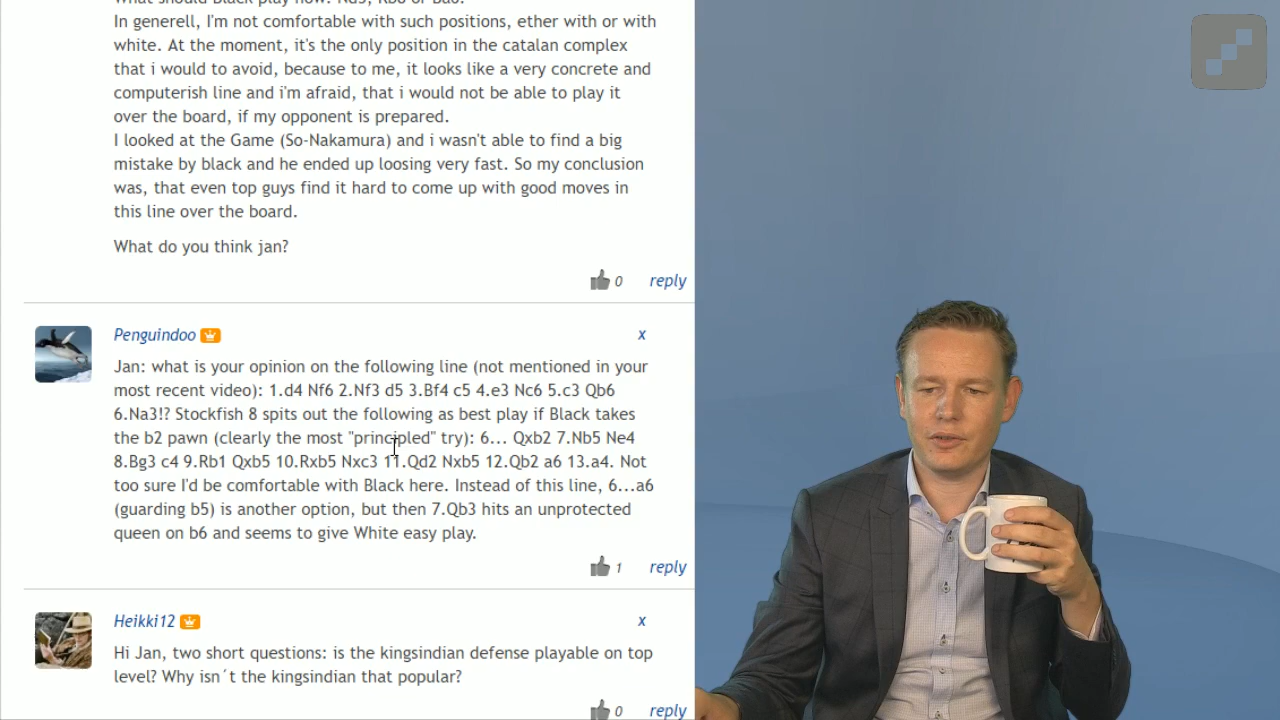 What should Black play now? Nd5, Rb8 or Ba6?
In generell, I'm not comfortable with such positions, ether with or with
white. At the moment, it's the only position in the catalan complex
that i would to avoid, because to me, it looks like a very concrete and
computerish line and i'm afraid, that i would not be able to play it
over the board, if my opponent is prepared.
I looked at the Game (So-Nakamura) and i wasn't able to find a big
mistake by black and he ended up loosing very fast. So my conclusion
was, that even top guys find it hard to come up with good moves in
this line over the board.
What do you think jan?
0 reply
Penguindoo x
Jan: what is your opinion on the following line (not mentioned in your
most recent video): 1.d4 Nf6 2.Nf3 d5 3.Bf4 c5 4.e3 Nc6 5.c3 Qb6
6.Na3!? Stockfish 8 spits out the following as best play if Black takes
the b2 pawn (clearly the most "principled" try): 6... Qxb2 7.Nb5 Ne4
8.Bg3 c4 9.Rb1 Qxb5 10.Rxb5 Nxc3 11.Qd2 Nxb5 12.Qb2 a6 13.a4. Not
too sure I'd be comfortable with Black here. Instead of this line, 6...a6
(guarding b5) is another option, but then 7.Qb3 hits an unprotected
queen on b6 and seems to give White easy play.
1 reply
Heikki12 x
Hi Jan, two short questions: is the kingsindian defense playable on top
level? Why isn´t the kingsindian that popular?
0 reply